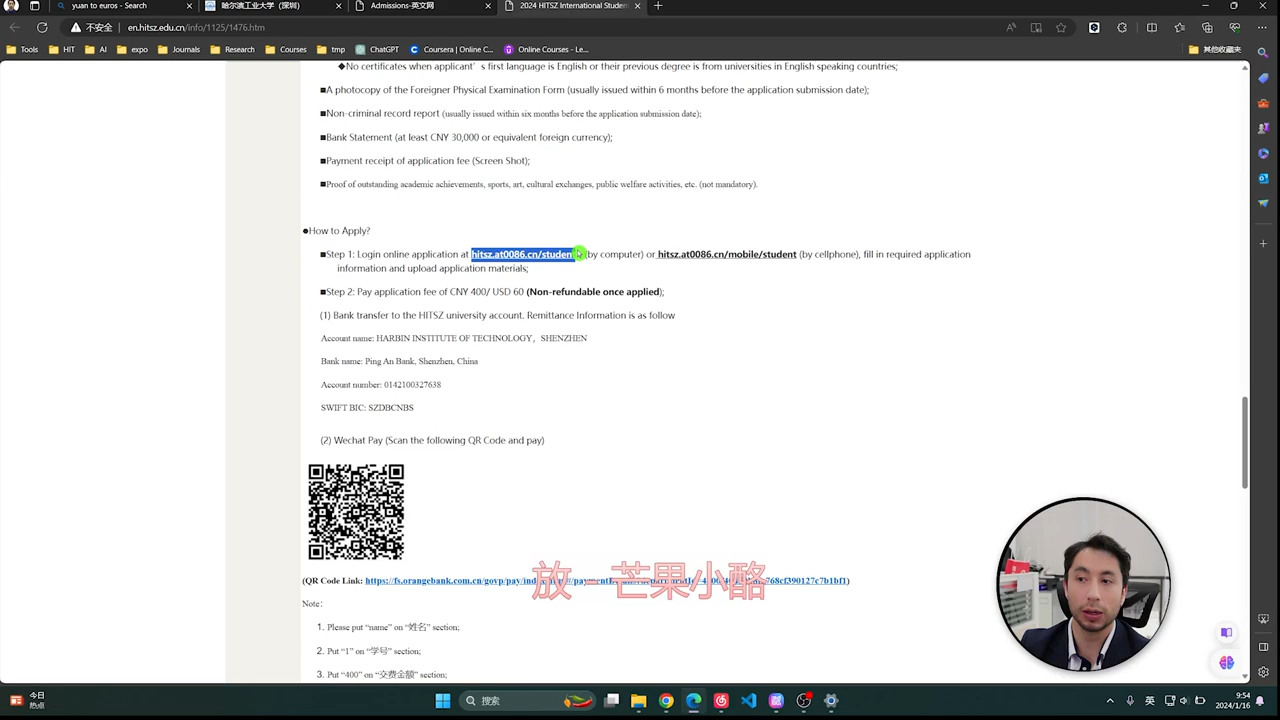 yuan to euros - Search
哈尔滨工业大学（深圳）
Admissions-英文网
2024 HITSZ International Studen
不安全
en.hitsz.edu.cn/info/1125/1476.htm
Tools
HIT
AI
expo
Journals
Research
Courses
tmp
ChatGPT
Coursera | Online C...
Online Courses - Le...
其他收藏夹
◆No certificates when applicant's first language is English or their previous degree is from universities in English speaking countries;
■A photocopy of the Foreigner Physical Examination Form (usually issued within 6 months before the application submission date);
■Non-criminal record report (usually issued within six months before the application submission date);
■Bank Statement (at least CNY 30,000 or equivalent foreign currency);
■Payment receipt of application fee (Screen Shot);
■Proof of outstanding academic achievements, sports, art, cultural exchanges, public welfare activities, etc. (not mandatory).
●How to Apply?
■Step 1: Login online application at hitsz.at0086.cn/student (by computer) or hitsz.at0086.cn/mobile/student (by cellphone), fill in required application
information and upload application materials;
■Step 2: Pay application fee of CNY 400/ USD 60 (Non-refundable once applied);
(1) Bank transfer to the HITSZ university account. Remittance Information is as follow
Account name: HARBIN INSTITUTE OF TECHNOLOGY，SHENZHEN
Bank name: Ping An Bank, Shenzhen, China
Account number: 0142100327638
SWIFT BIC: SZDBCNBS
(2) Wechat Pay (Scan the following QR Code and pay)
放 - 芒果小酪
(QR Code Link: https://fs.orangebank.com.cn/govp/pay/
Note：
1. Please put “name” on “姓名” section;
2. Put “1” on “学号” section;
3. Put “400” on “交费金额” section;
今日
热点
搜索
英
9:54
2024/1/16